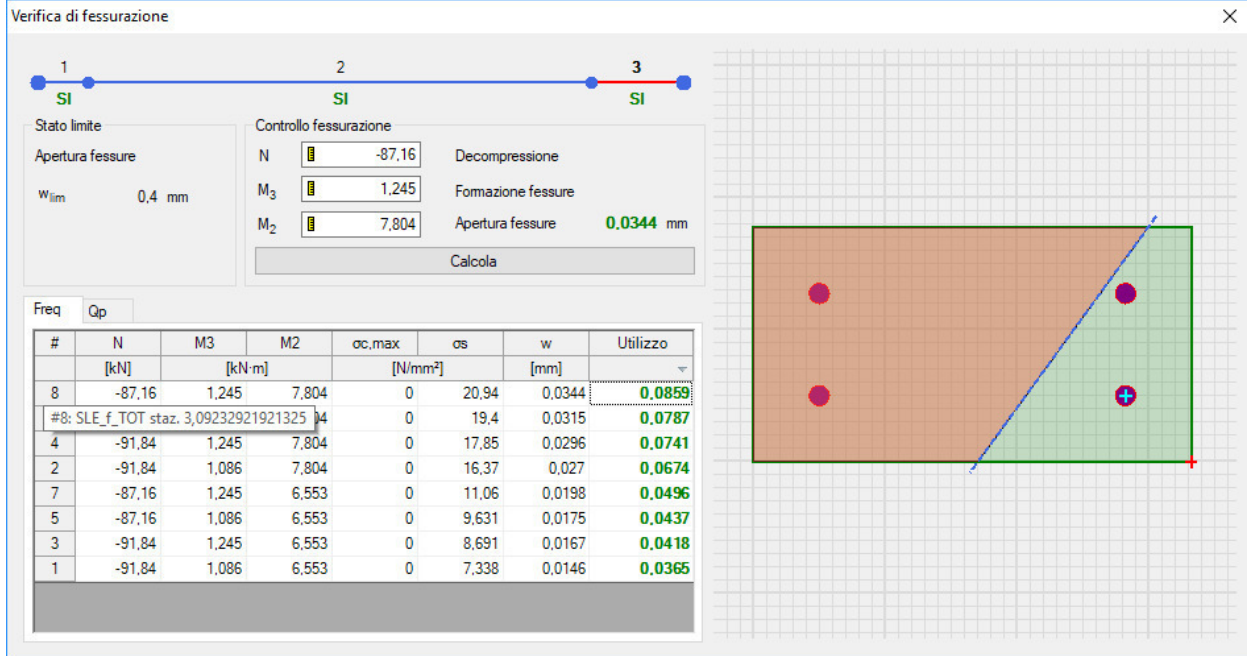 Verifica di fessurazione
1 2 3
SI SI SI
Stato limite
Apertura fessure
wlim 0,4 mm
Controllo fessurazione
N -87,16 Decompressione
M3 1,245 Formazione fessure
M2 7,804 Apertura fessure 0,0344 mm
Calcola
Freq Qp
# N M3 M2 σc,max σs w Utilizzo
[kN] [kN·m] [N/mm²] [mm]
8 -87,16 1,245 7,804 0 20,94 0,0344 0,0859
#8: SLE_f_TOT staz. 3,09232921921325 04 0 19,4 0,0315 0,0787
4 -91,84 1,245 7,804 0 17,85 0,0296 0,0741
2 -91,84 1,086 7,804 0 16,37 0,027 0,0674
7 -87,16 1,245 6,553 0 11,06 0,0198 0,0496
5 -87,16 1,086 6,553 0 9,631 0,0175 0,0437
3 -91,84 1,245 6,553 0 8,691 0,0167 0,0418
1 -91,84 1,086 6,553 0 7,338 0,0146 0,0365